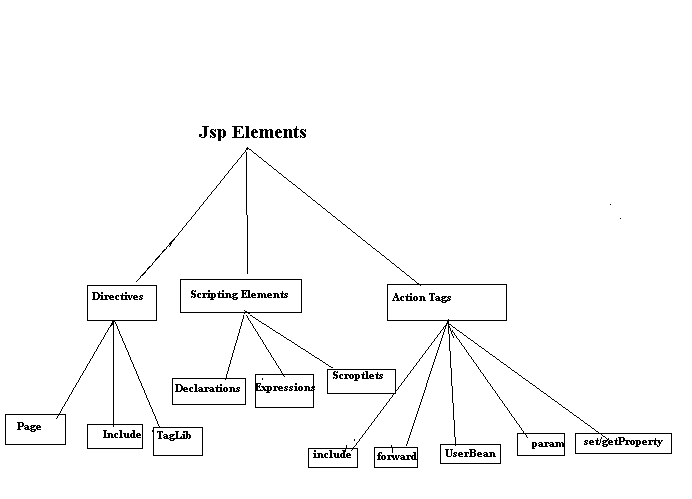 Jsp Elements
Directives
Scripting Elements
Action Tags
Declarations
Expressions
Scroptlets
Page
Include
TagLib
include
forward
UserBean
param
set/getProperty